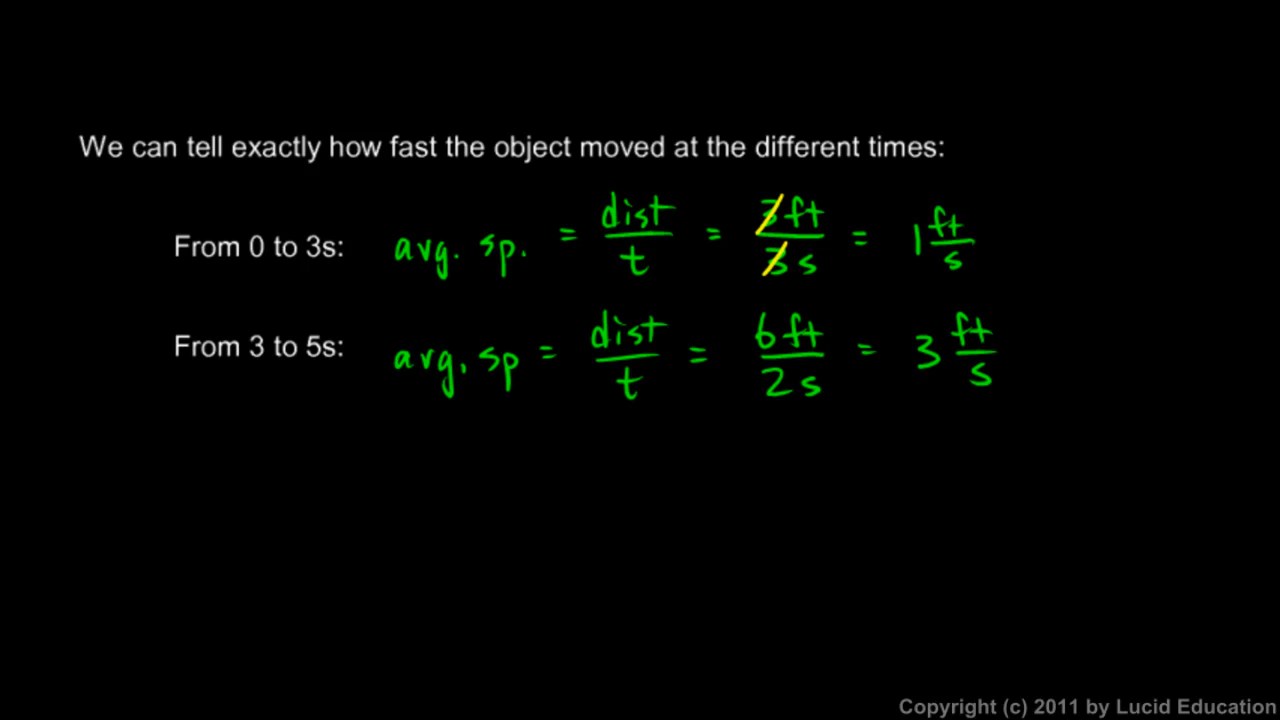 We can tell exactly how fast the object moved at the different times:
From 0 to 3s: avg. sp. = dist/t = 3ft/3s = 1 ft/s
From 3 to 5s: avg. sp = dist/t = 6ft/2s = 3 ft/s
Copyright (c) 2011 by Lucid Education